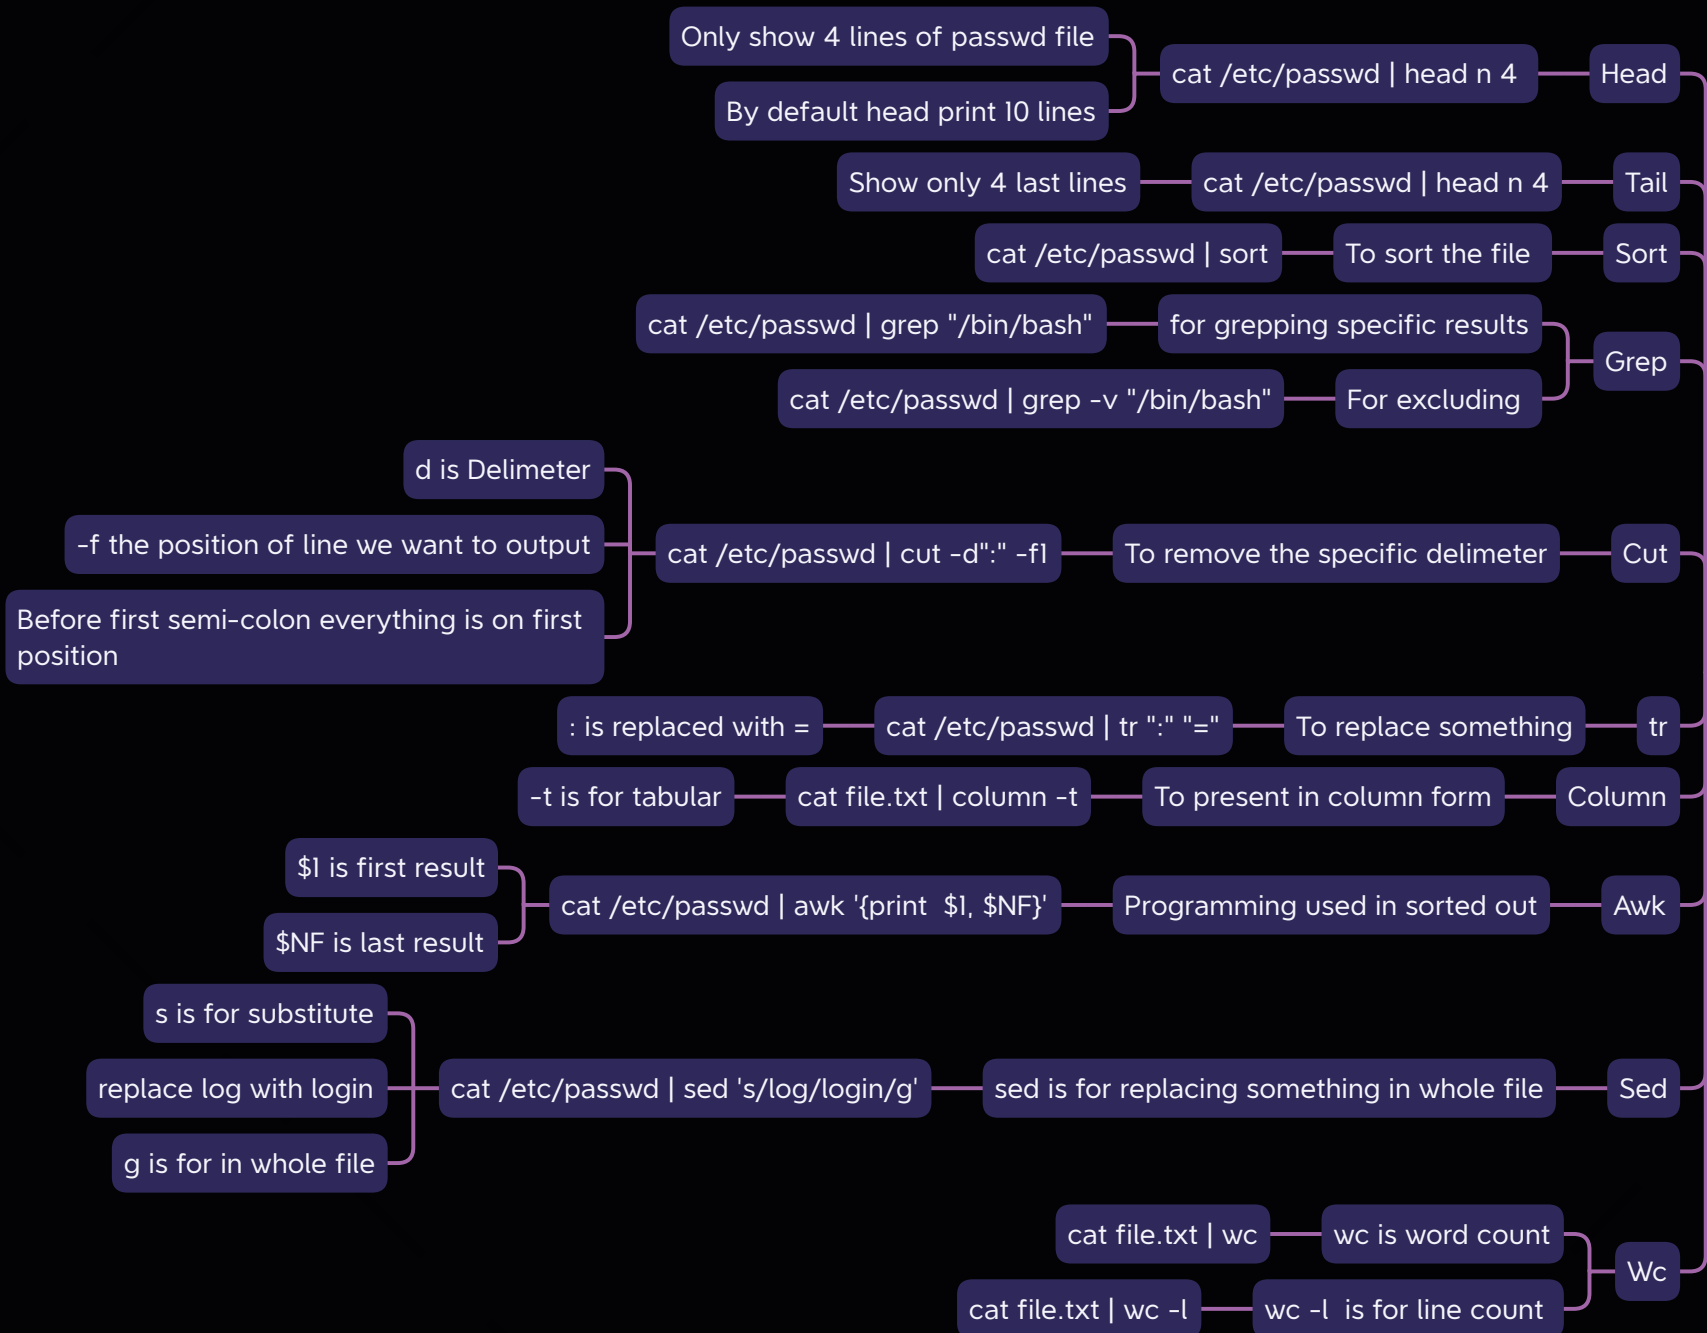 Only show 4 lines of passwd file
By default head print 10 lines
cat /etc/passwd | head n 4
Head
Show only 4 last lines
cat /etc/passwd | head n 4
Tail
cat /etc/passwd | sort
To sort the file
Sort
cat /etc/passwd | grep "/bin/bash"
for grepping specific results
cat /etc/passwd | grep -v "/bin/bash"
For excluding
Grep
d is Delimeter
-f the position of line we want to output
Before first semi-colon everything is on first
position
cat /etc/passwd | cut -d":" -f1
To remove the specific delimeter
Cut
: is replaced with =
cat /etc/passwd | tr ":" "="
To replace something
tr
-t is for tabular
cat file.txt | column -t
To present in column form
Column
$1 is first result
$NF is last result
cat /etc/passwd | awk '{print  $1, $NF}'
Programming used in sorted out
Awk
s is for substitute
replace log with login
g is for in whole file
cat /etc/passwd | sed 's/log/login/g'
sed is for replacing something in whole file
Sed
cat file.txt | wc
wc is word count
cat file.txt | wc -l
wc -l  is for line count
Wc